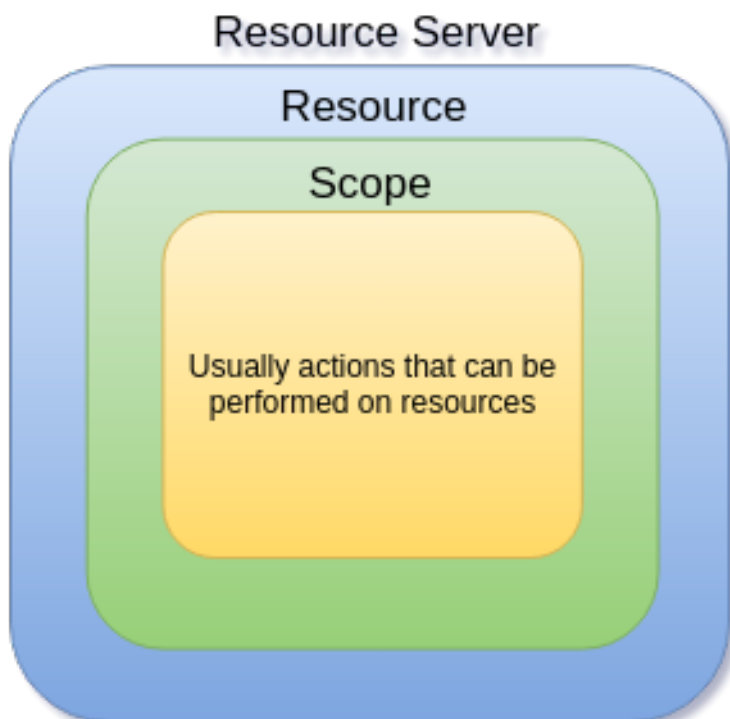 Resource Server
Resource
Scope
Usually actions that can be
performed on resources